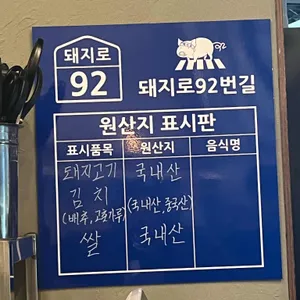 돼지로
92
92
돼지로92번길
원산지 표시판
표시품목 원산지 음식명
돼지고기 국내산
김치
(배추, 고춧가루) (국내산, 중국산)
쌀 국내산